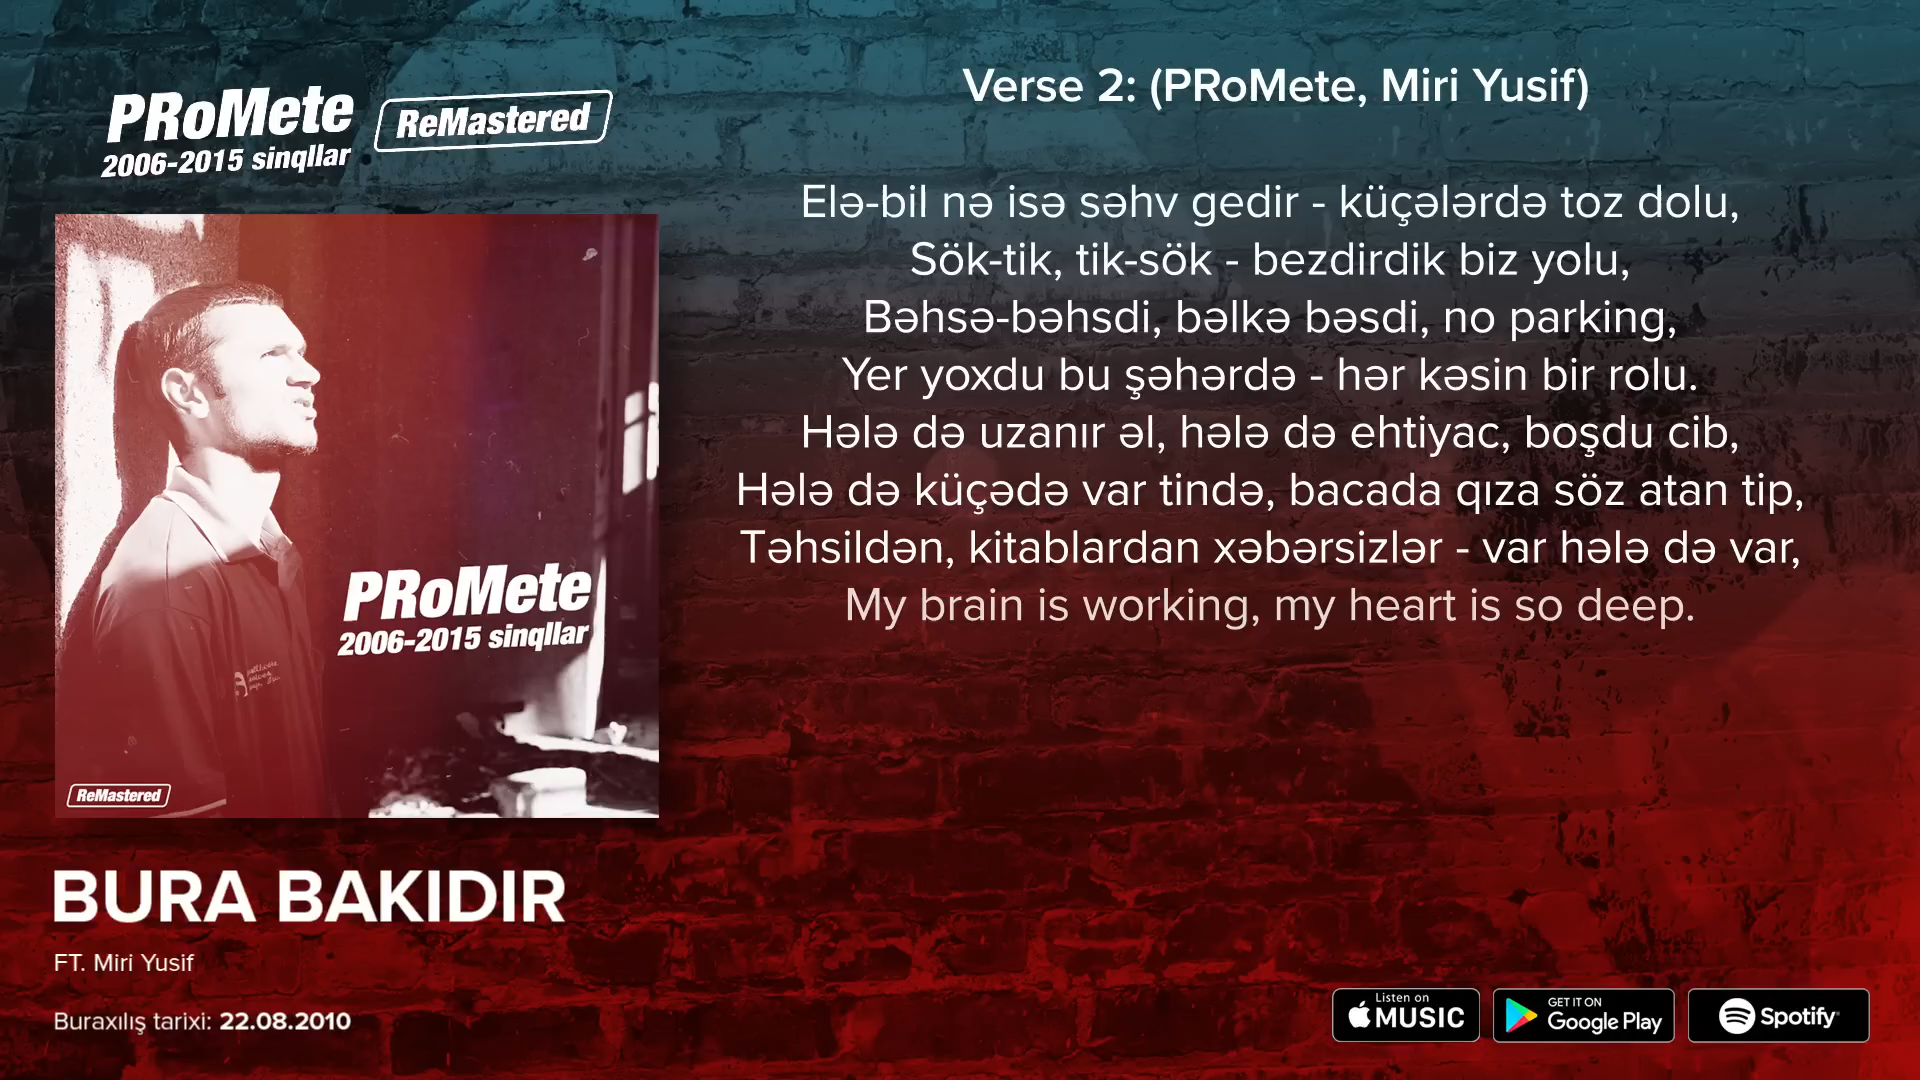 PRoMete
2006-2015 sinqllar
ReMastered
Verse 2: (PRoMete, Miri Yusif)
Elə-bil nə isə səhv gedir - küçələrdə toz dolu,
Sök-tik, tik-sök - bezdirdik biz yolu,
Bəhsə-bəhsdi, bəlkə bəsdi, no parking,
Yer yoxdu bu şəhərdə - hər kəsin bir rolu.
Hələ də uzanır əl, hələ də ehtiyac, boşdu cib,
Hələ də küçədə var tində, bacada qıza söz atan tip,
Təhsildən, kitablardan xəbərsizlər - var hələ də var,
My brain is working, my heart is so deep.
PRoMete
2006-2015 sinqllar
ReMastered
BURA BAKIDIR
FT. Miri Yusif
Buraxılış tarixi: 22.08.2010
Listen on
MUSIC
GET IT ON
Google Play
Spotify